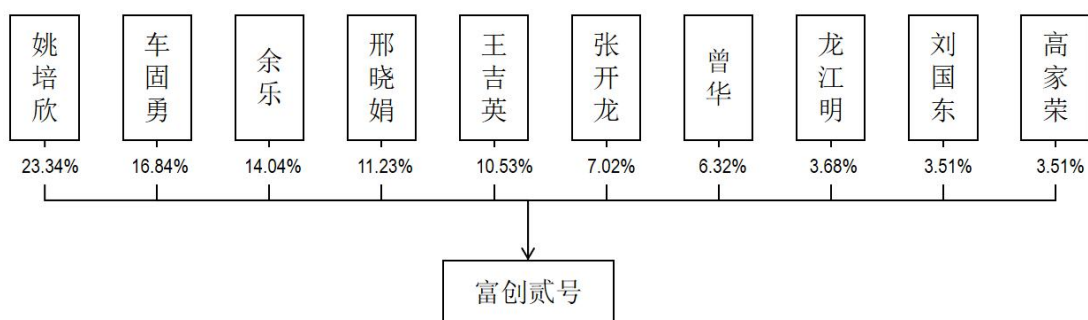 姚培欣
车固勇
余乐
邢晓娟
王吉英
张开龙
曾华
龙江明
刘国东
高家荣
23.34%
16.84%
14.04%
11.23%
10.53%
7.02%
6.32%
3.68%
3.51%
3.51%
富创贰号